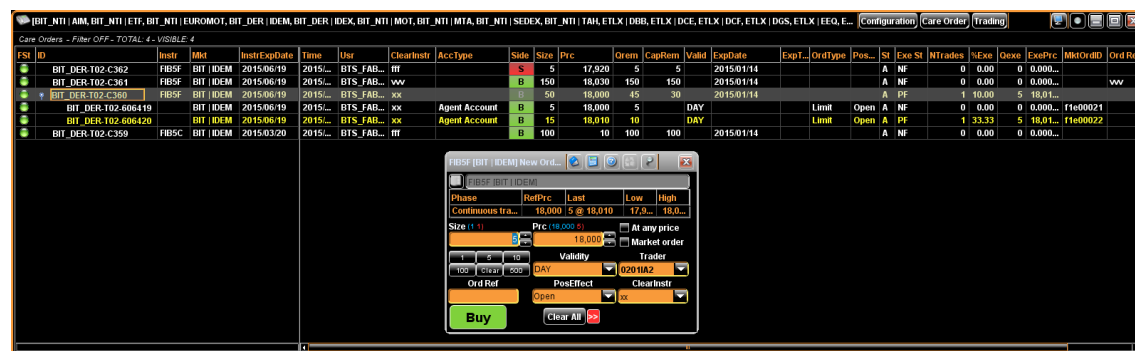 [BIT_NTI | AIM, BIT_NTI | ETF, BIT_NTI | EUROMOT, BIT_DER | IDEM, BIT_DER | IDEX, BIT_NTI | MOT, BIT_NTI | MTA, BIT_NTI | SEDEX, BIT_NTI | TAH, ETLX | DBB, ETLX | DCE, ETLX | DCF, ETLX | DGS, ETLX | EEQ, E... Configuration Care Order Trading
Care Orders - Filter OFF - TOTAL: 4 - VISIBLE: 4
FSt ID Instr Mkt InstrExpDate Time Usr ClearInstr AccType Side Size Prc Qrem CapRem Valid ExpDate ExpT... OrdType Pos... St Exe St NTrades %Exe Qexe ExePrc MktOrdID Ord Re
BIT_DER-T02-C362 FIB5F BIT | IDEM 2015/06/19 2015/... BTS_FAB... fff S 5 17,920 5 5 2015/01/14 A NF 0 0.00 0 0.000...
BIT_DER-T02-C361 FIB5F BIT | IDEM 2015/06/19 2015/... BTS_FAB... vvv B 150 18,030 150 150 2015/01/14 A NF 0 0.00 0 0.000... vvv
BIT_DER-T02-C360 FIB5F BIT | IDEM 2015/06/19 2015/... BTS_FAB... xx B 50 18,000 45 30 2015/01/14 A PF 1 10.00 5 18,01...
BIT_DER-T02-606419 BIT | IDEM 2015/06/19 2015/... BTS_FAB... xx Agent Account B 5 18,000 5 DAY Limit Open A NF 0 0.00 0 0.000... f1e00021
BIT_DER-T02-606420 BIT | IDEM 2015/06/19 2015/... BTS_FAB... xx Agent Account B 15 18,010 10 DAY Limit Open A PF 1 33.33 5 18,01... f1e00022
BIT_DER-T02-C359 FIB5C BIT | IDEM 2015/03/20 2015/... BTS_FAB... fff B 100 10 100 100 2015/01/14 A NF 0 0.00 0 0.000...
FIB5F [BIT | IDEM] New Ord...
FIB5F [BIT | IDEM]
Phase RefPrc Last Low High
Continuous tra... 18,000 5 @ 18,010 17,9... 18,0...
Size (1 1) Prc (18,000 5) At any price
5 18,000 Market order
1 5 10 Validity Trader
100 Clear 500 DAY 0201IA2
Ord Ref PosEffect ClearInstr
Open xx
Buy Clear All >>